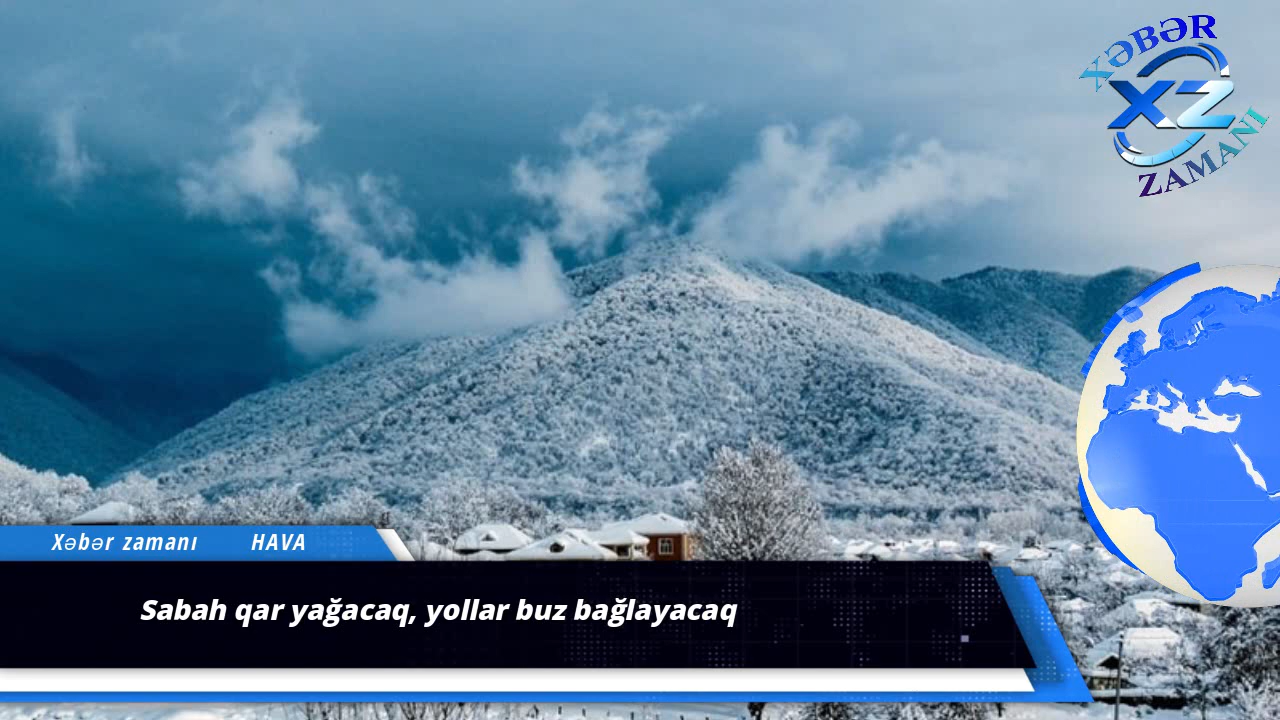 XƏBƏR
XZ
ZAMANI
Xəbər zamanı HAVA
Sabah qar yağacaq, yollar buz bağlayacaq